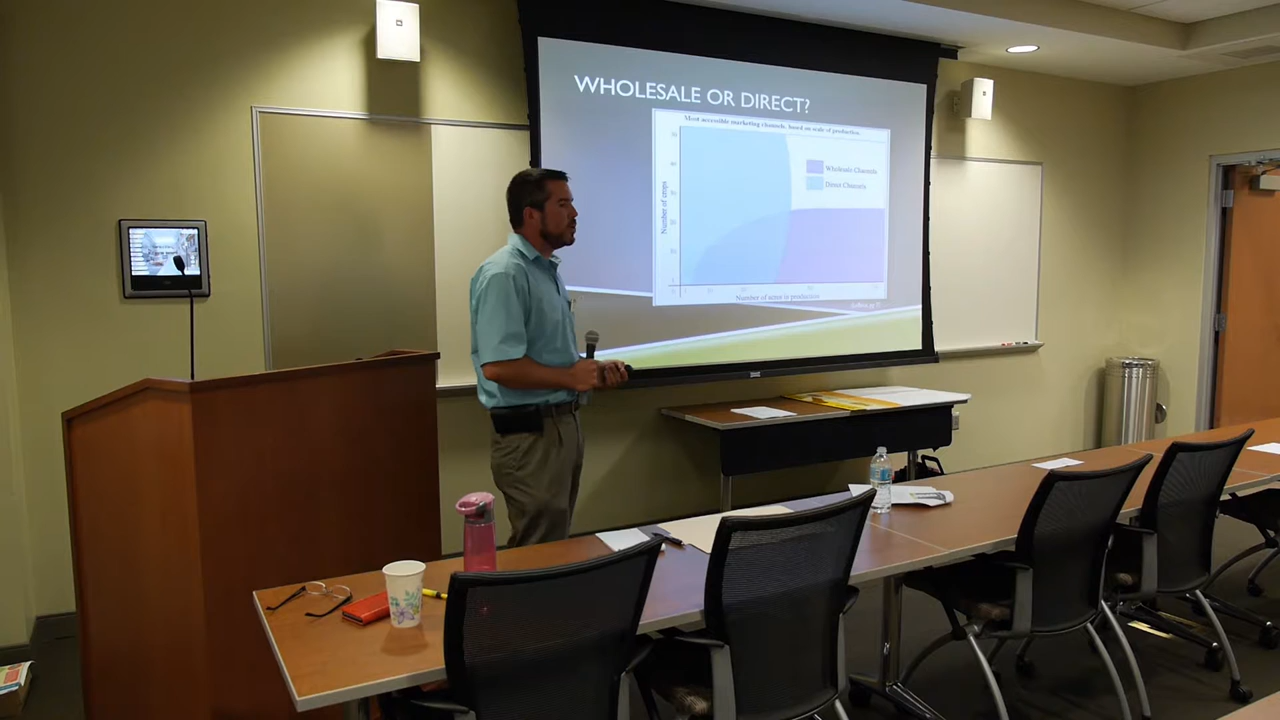 WHOLESALE OR DIRECT?
Most accessible marketing channels, based on scale of production.
Wholesale Channels
Direct Channels
Number of crops
Number of acres in production